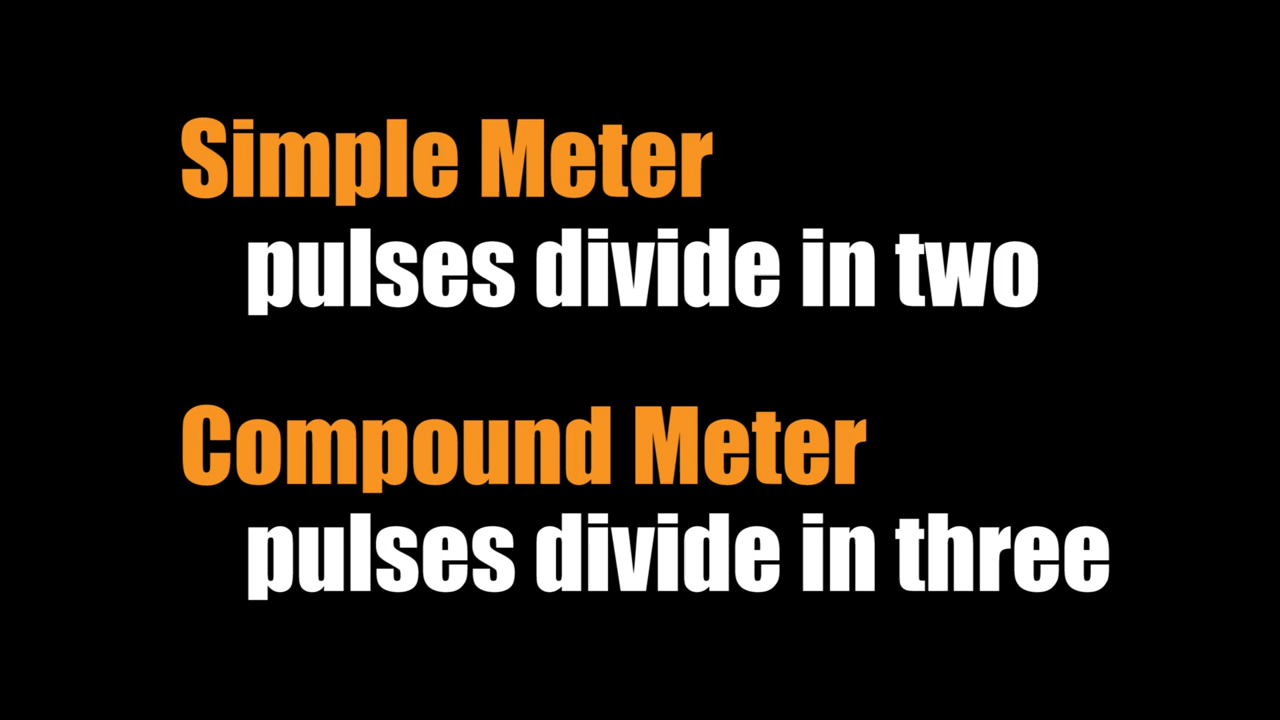 Simple Meter
pulses divide in two
Compound Meter
pulses divide in three